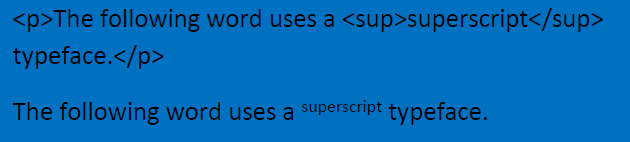 <p>The following word uses a <sup>superscript</sup>
typeface.</p>
The following word uses a superscript typeface.